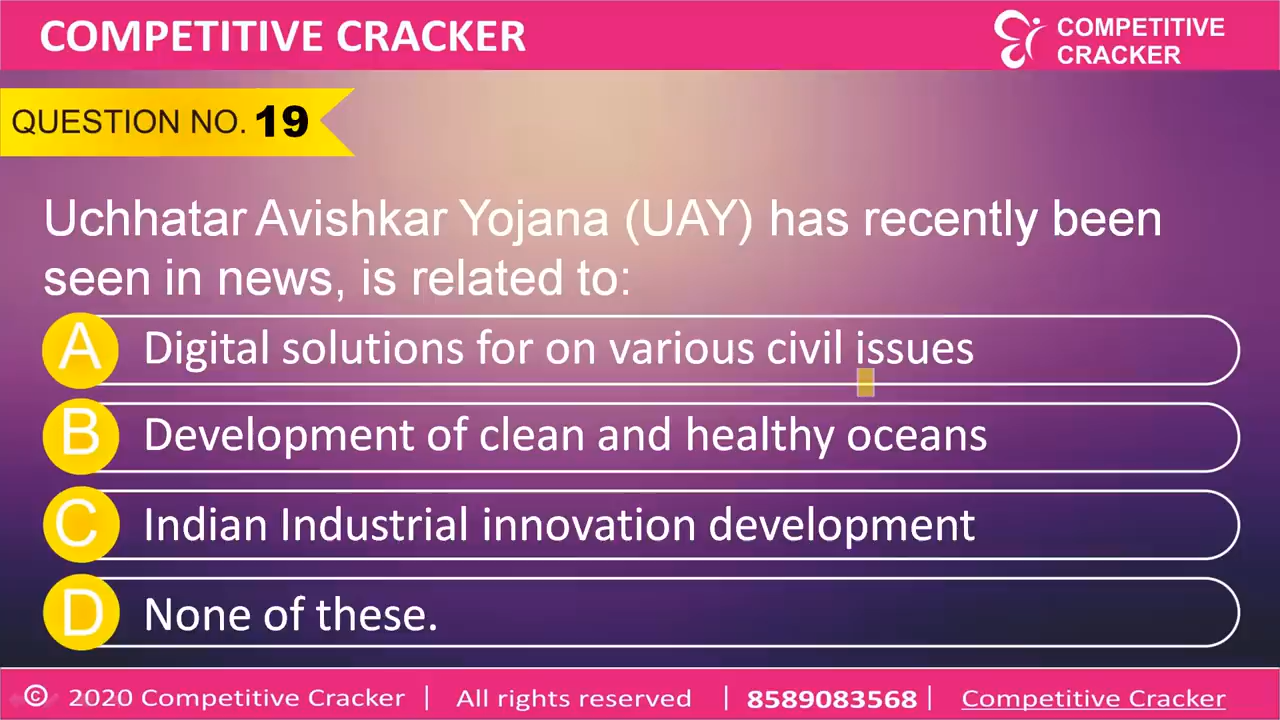 COMPETITIVE CRACKER
COMPETITIVE
CRACKER
QUESTION NO. 19
Uchhatar Avishkar Yojana (UAY) has recently been
seen in news, is related to:
A Digital solutions for on various civil issues
B Development of clean and healthy oceans
C Indian Industrial innovation development
D None of these.
© 2020 Competitive Cracker | All rights reserved | 8589083568 | Competitive Cracker